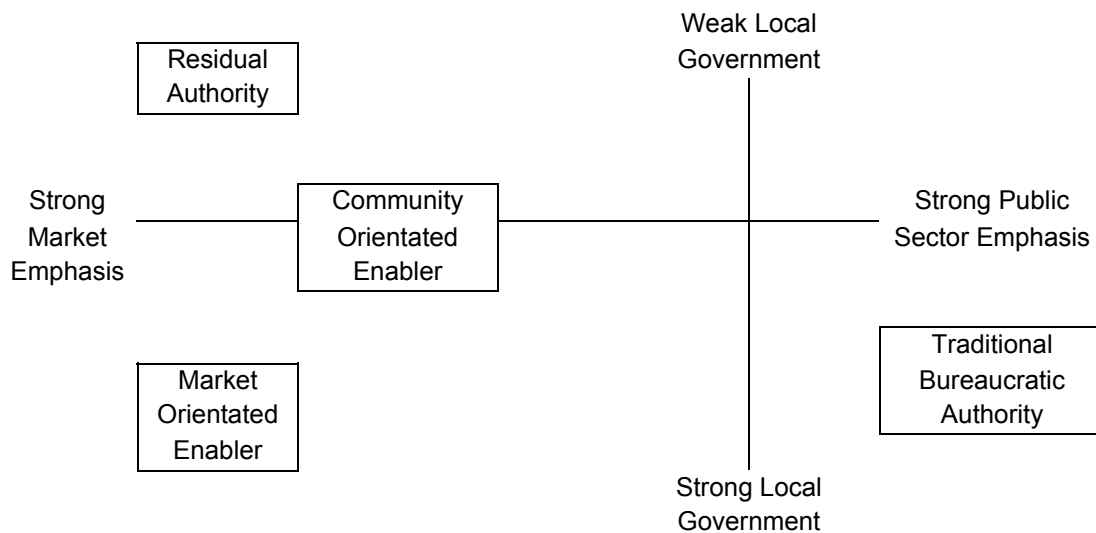 Weak Local
Government
Residual
Authority
Strong
Market
Emphasis
Community
Orientated
Enabler
Strong Public
Sector Emphasis
Market
Orientated
Enabler
Traditional
Bureaucratic
Authority
Strong Local
Government